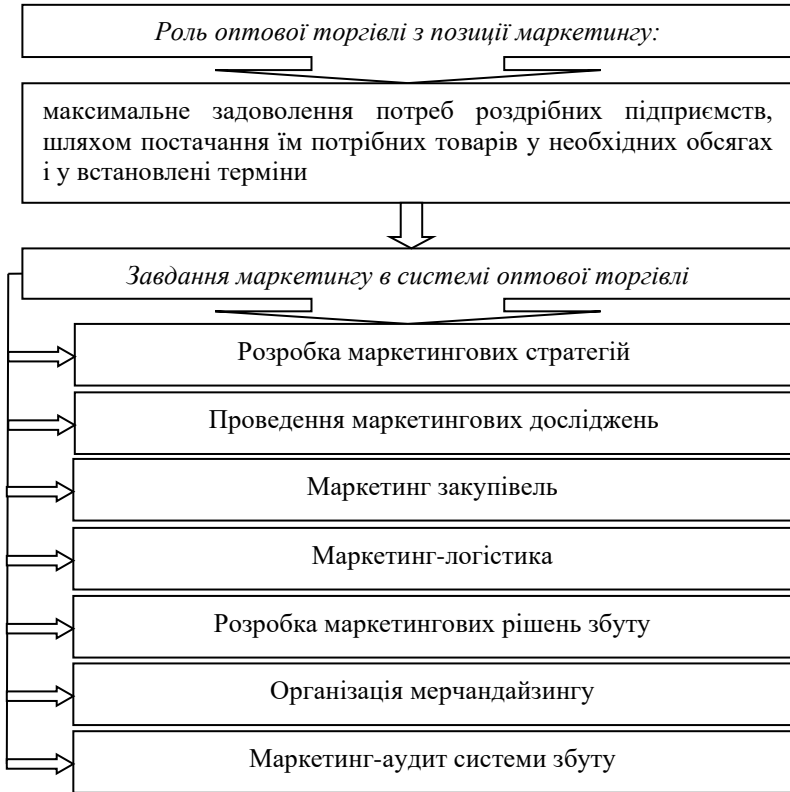 Роль оптової торгівлі з позиції маркетингу:
максимальне задоволення потреб роздрібних підприємств,
шляхом постачання їм потрібних товарів у необхідних обсягах
і у встановлені терміни
Завдання маркетингу в системі оптової торгівлі
Розробка маркетингових стратегій
Проведення маркетингових досліджень
Маркетинг закупівель
Маркетинг-логістика
Розробка маркетингових рішень збуту
Організація мерчандайзингу
Маркетинг-аудит системи збуту